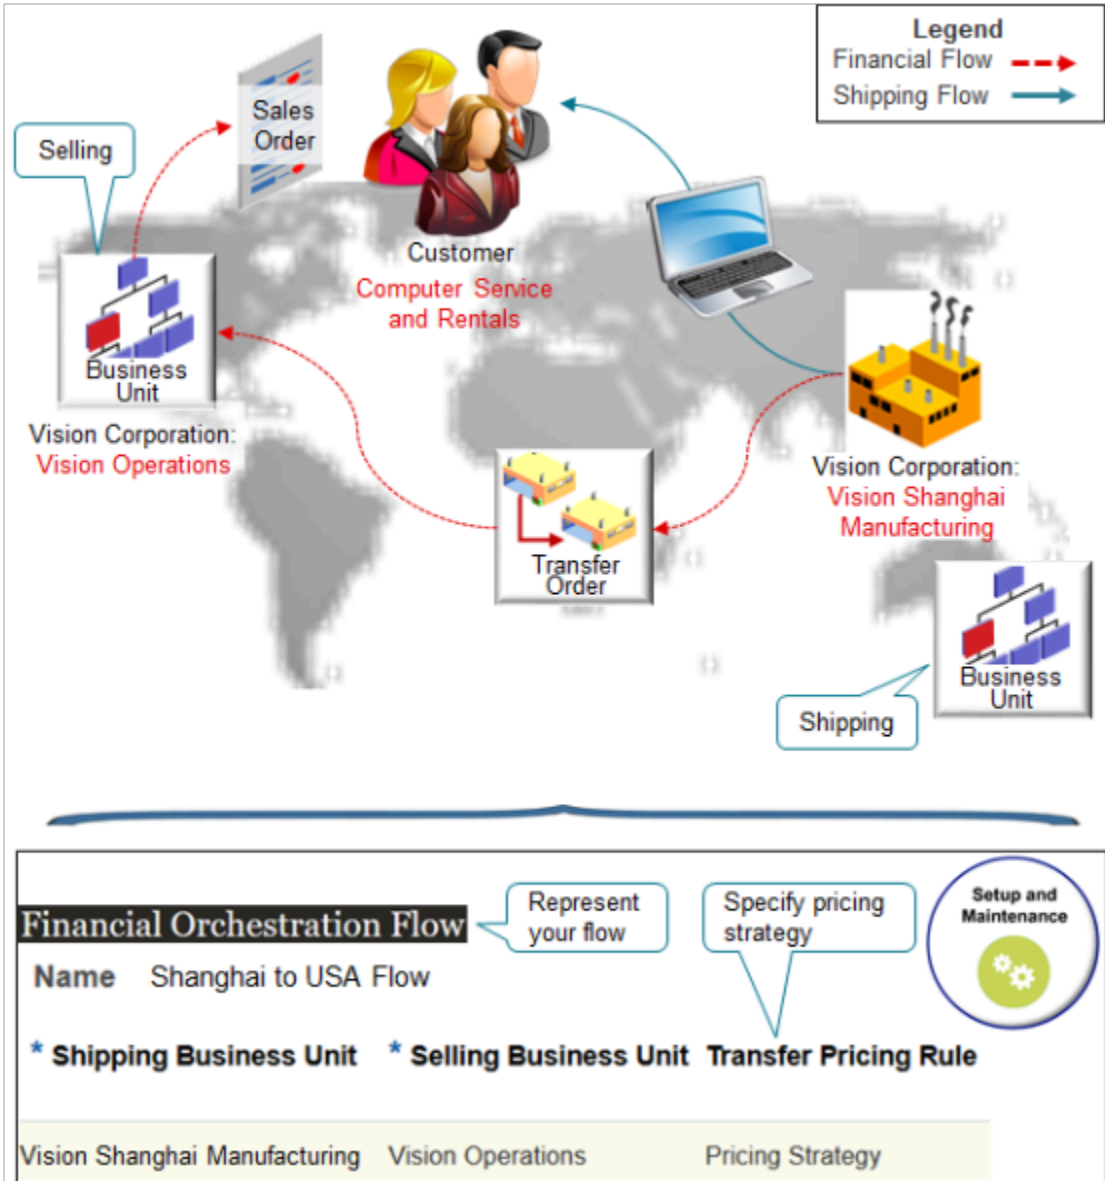 Legend
Financial Flow
Shipping Flow
Sales
Order
Selling
Customer
Computer Service
and Rentals
Business
Unit
Vision Corporation:
Vision Operations
Vision Corporation:
Vision Shanghai
Manufacturing
Transfer
Order
Business
Unit
Shipping
Setup and
Maintenance
Represent
your flow
Specify pricing
strategy
Financial Orchestration Flow
Name Shanghai to USA Flow
* Shipping Business Unit * Selling Business Unit Transfer Pricing Rule
Vision Shanghai Manufacturing Vision Operations Pricing Strategy